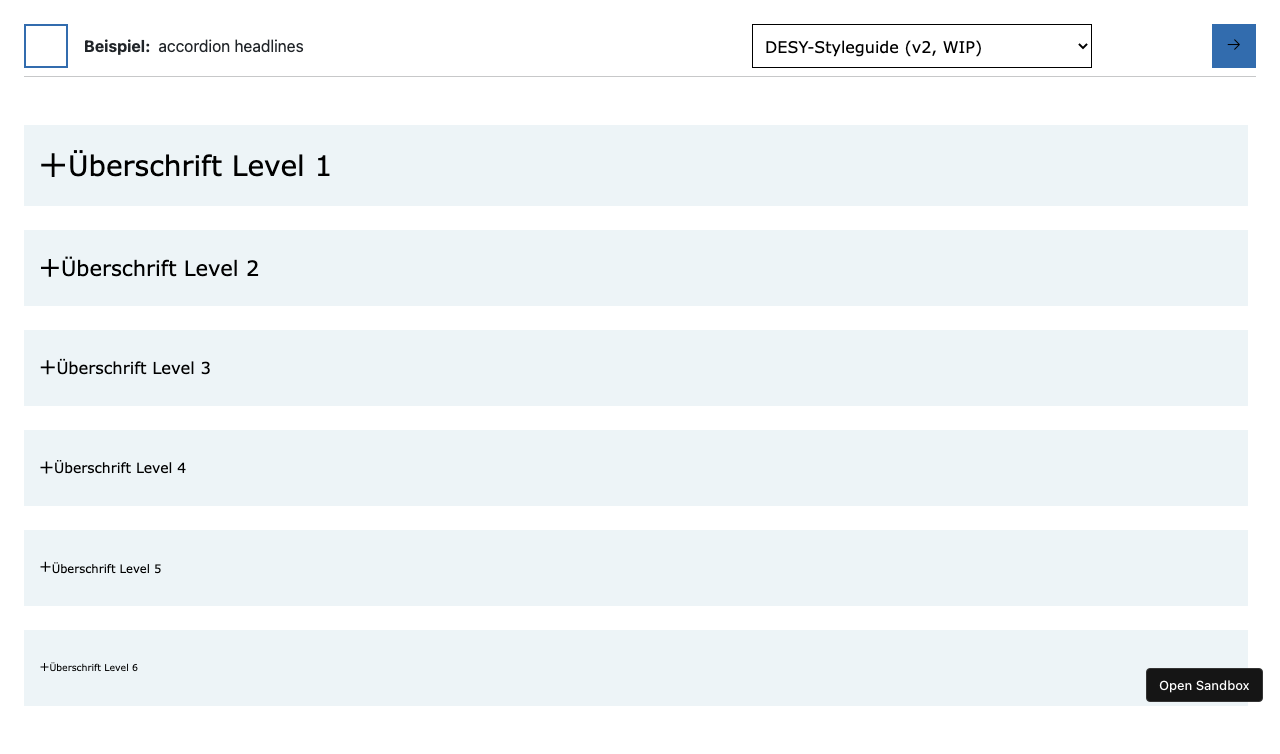 Beispiel: accordion headlines
DESY-Styleguide (v2, WIP)
Überschrift Level 1
Überschrift Level 2
Überschrift Level 3
Überschrift Level 4
Überschrift Level 5
Überschrift Level 6
Open Sandbox